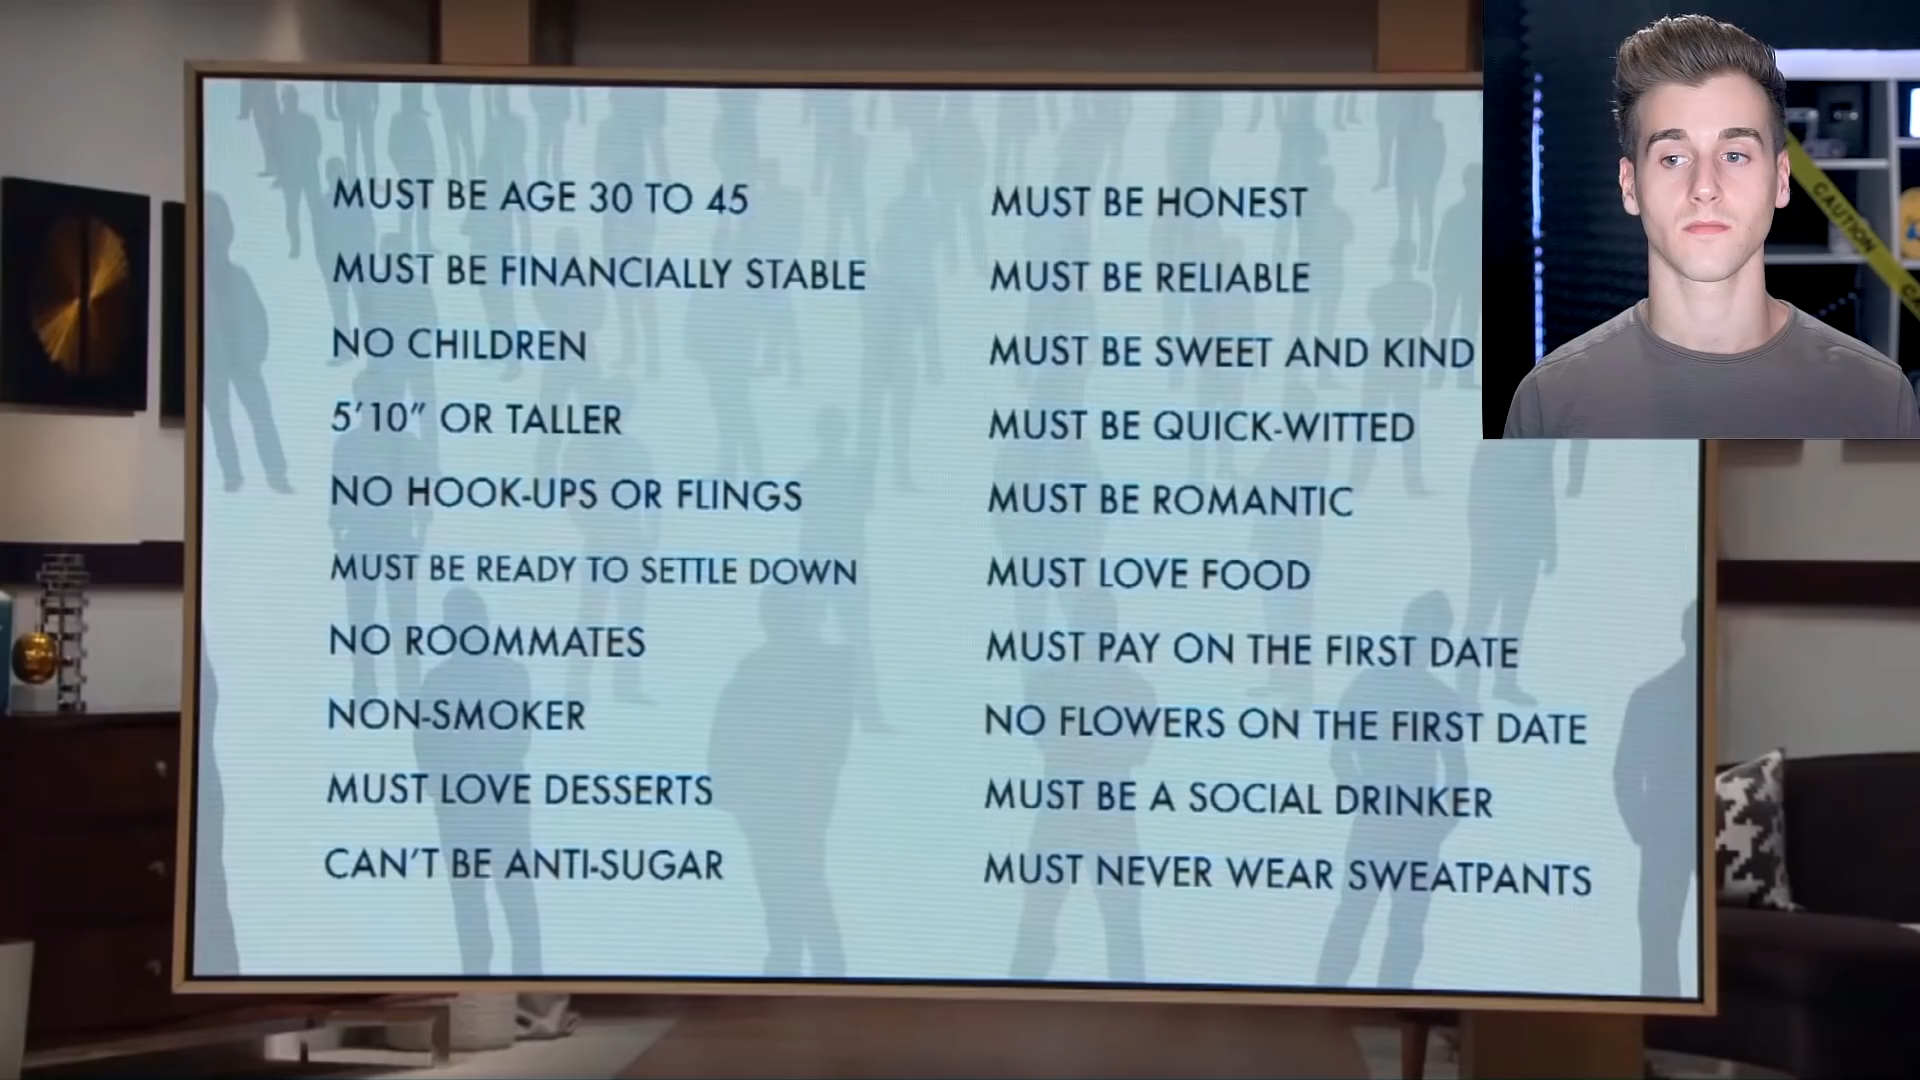 MUST BE AGE 30 TO 45
MUST BE FINANCIALLY STABLE
NO CHILDREN
5'10" OR TALLER
NO HOOK-UPS OR FLINGS
MUST BE READY TO SETTLE DOWN
NO ROOMMATES
NON-SMOKER
MUST LOVE DESSERTS
CAN'T BE ANTI-SUGAR
MUST BE HONEST
MUST BE RELIABLE
MUST BE SWEET AND KIND
MUST BE QUICK-WITTED
MUST BE ROMANTIC
MUST LOVE FOOD
MUST PAY ON THE FIRST DATE
NO FLOWERS ON THE FIRST DATE
MUST BE A SOCIAL DRINKER
MUST NEVER WEAR SWEATPANTS
CAUTION